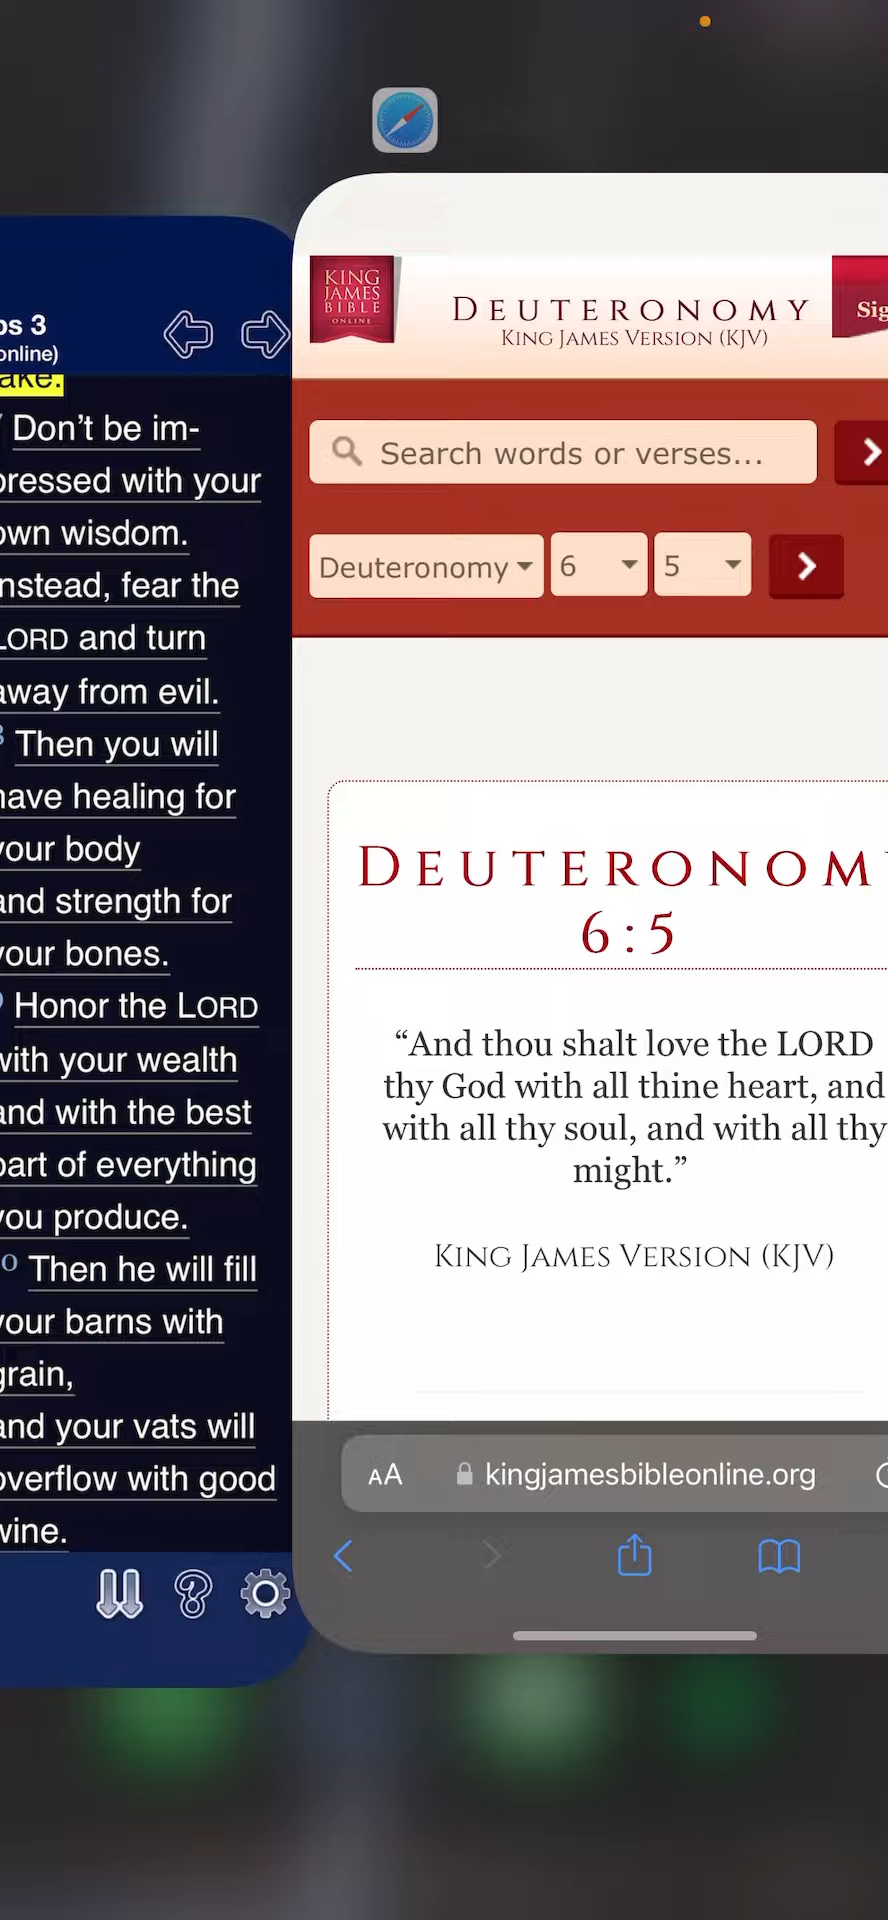 ps 3
online)
ake.
Don’t be im-
pressed with your
own wisdom.
nstead, fear the
LORD and turn
away from evil.
8 Then you will
have healing for
your body
and strength for
your bones.
9 Honor the LORD
with your wealth
and with the best
part of everything
you produce.
0 Then he will fill
your barns with
grain,
and your vats will
overflow with good
wine.
KING
JAMES
BIBLE
ONLINE
DEUTERONOMY
KING JAMES VERSION (KJV)
Sig
Search words or verses...
Deuteronomy 6 5
DEUTERONOMY
6:5
“And thou shalt love the LORD
thy God with all thine heart, and
with all thy soul, and with all thy
might.”
KING JAMES VERSION (KJV)
AA kingjamesbibleonline.org